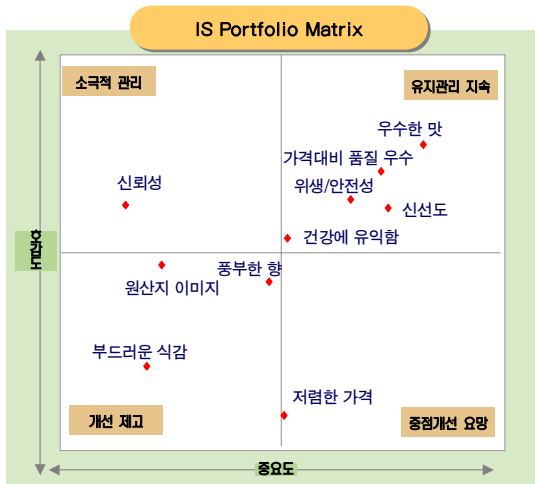 IS Portfolio Matrix
소극적 관리
유지관리 지속
우수한 맛
가격대비 품질 우수
신뢰성
위생/안전성
신선도
건강에 유익함
호감도
풍부한 향
원산지 이미지
부드러운 식감
저렴한 가격
개선 제고
중점개선 요망
중요도